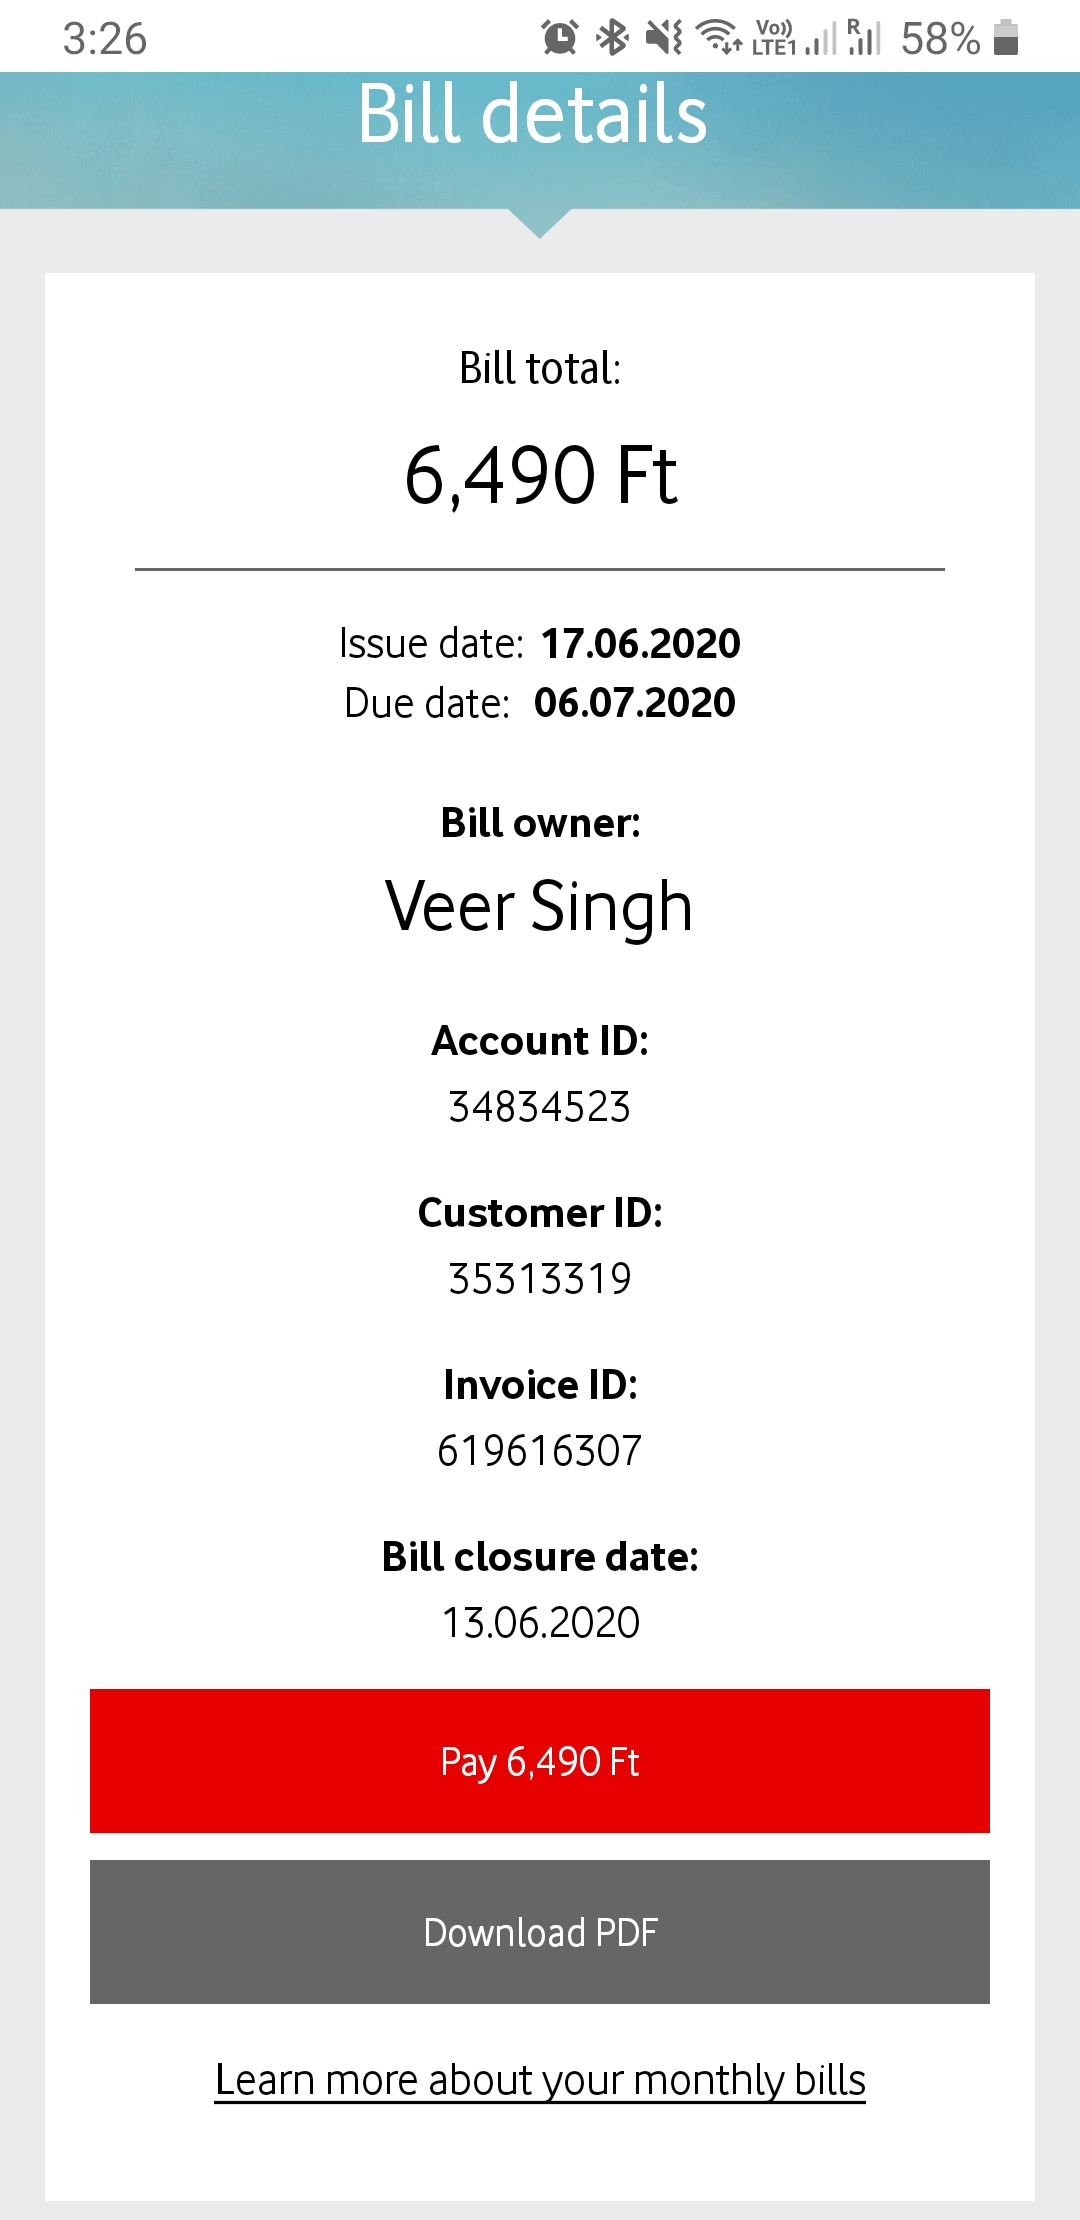 3:26 Vo)) LTE1 R 58%
Bill details
Bill total:
6,490 Ft
Issue date: 17.06.2020
Due date: 06.07.2020
Bill owner:
Veer Singh
Account ID:
34834523
Customer ID:
35313319
Invoice ID:
619616307
Bill closure date:
13.06.2020
Pay 6,490 Ft
Download PDF
Learn more about your monthly bills